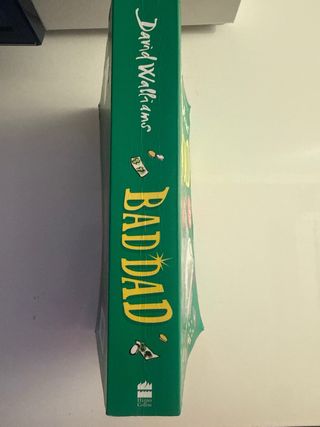 David Walliams
BAD DAD
Harper
Collins